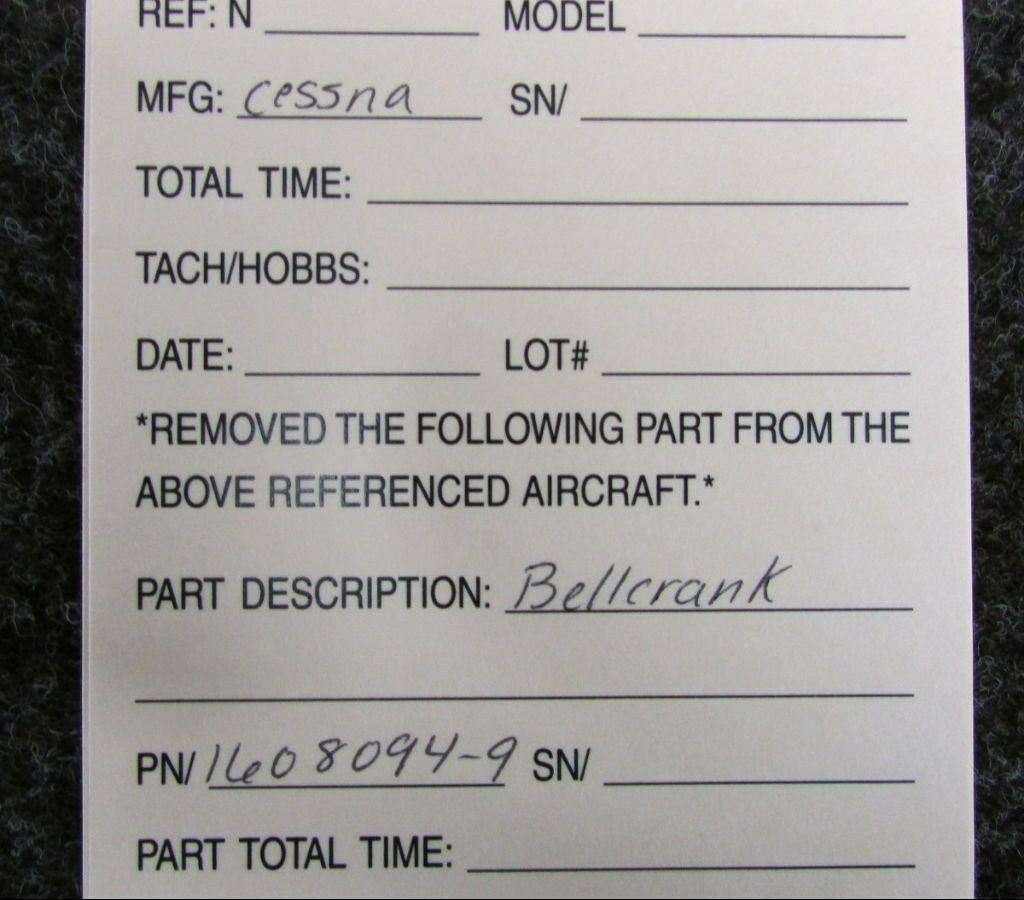 REF: N MODEL
MFG: Cessna SN/
TOTAL TIME:
TACH/HOBBS:
DATE: LOT#
*REMOVED THE FOLLOWING PART FROM THE
ABOVE REFERENCED AIRCRAFT.*
PART DESCRIPTION: Bellcrank
PN/ 1608094-9 SN/
PART TOTAL TIME: